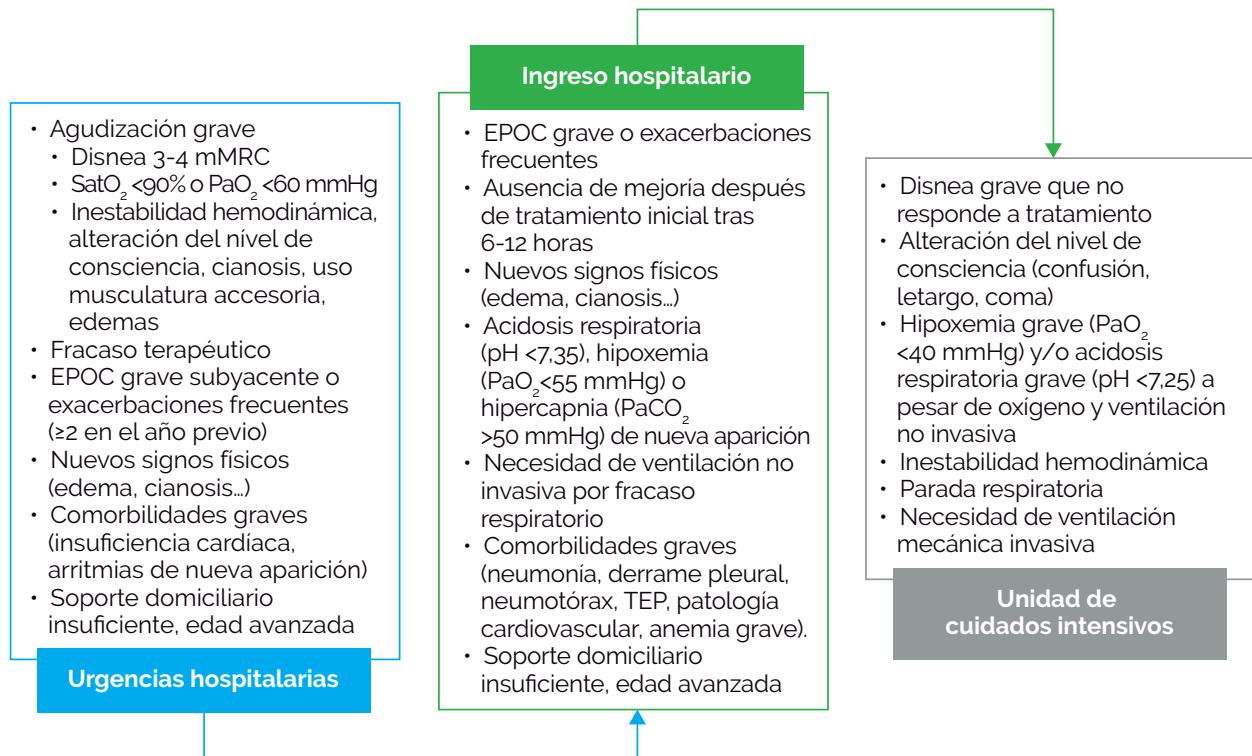 Ingreso hospitalario
• Agudización grave
• Disnea 3-4 mMRC
• SatO₂ <90% o PaO₂ <60 mmHg
• Inestabilidad hemodinámica,
alteración del nível de
consciencia, cianosis, uso
musculatura accesoria,
edemas
• Fracaso terapéutico
• EPOC grave subyacente o
exacerbaciones frecuentes
(≥2 en el año previo)
• Nuevos signos físicos
(edema, cianosis…)
• Comorbilidades graves
(insuficiencia cardíaca,
arritmias de nueva aparición)
• Soporte domiciliario
insuficiente, edad avanzada
Urgencias hospitalarias
• EPOC grave o exacerbaciones
frecuentes
• Ausencia de mejoría después
de tratamiento inicial tras
6-12 horas
• Nuevos signos físicos
(edema, cianosis…)
• Acidosis respiratoria
(pH <7,35), hipoxemia
(PaO₂<55 mmHg) o
hipercapnia (PaCO₂
>50 mmHg) de nueva aparición
• Necesidad de ventilación no
invasiva por fracaso
respiratorio
• Comorbilidades graves
(neumonía, derrame pleural,
neumotórax, TEP, patología
cardiovascular, anemia grave).
• Soporte domiciliario
insuficiente, edad avanzada
• Disnea grave que no
responde a tratamiento
• Alteración del nivel de
consciencia (confusión,
letargo, coma)
• Hipoxemia grave (PaO₂
<40 mmHg) y/o acidosis
respiratoria grave (pH <7,25) a
pesar de oxígeno y ventilación
no invasiva
• Inestabilidad hemodinámica
• Parada respiratoria
• Necesidad de ventilación
mecánica invasiva
Unidad de
cuidados intensivos